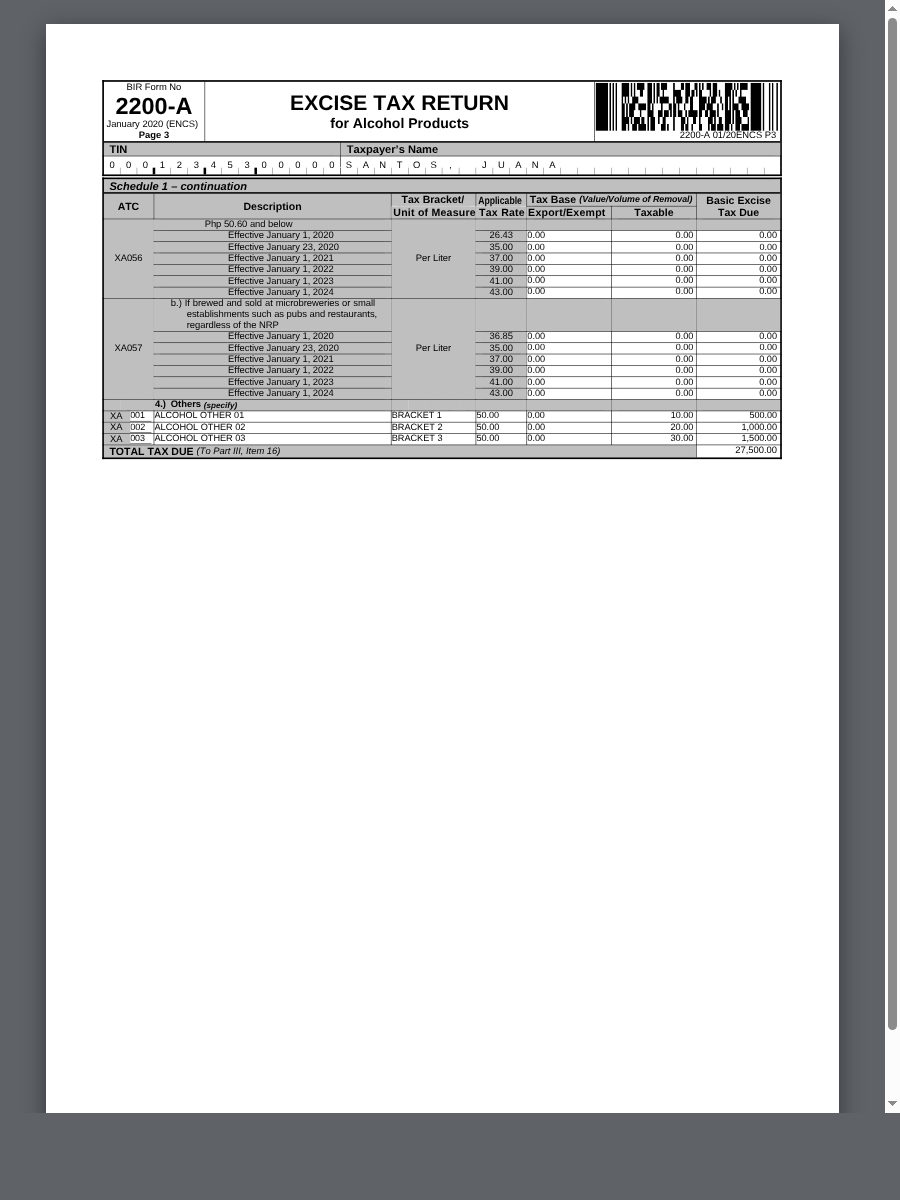 BIR Form No
2200-A
January 2020 (ENCS)
Page 3
EXCISE TAX RETURN
for Alcohol Products
2200-A 01/20ENCS P3
TIN Taxpayer's Name
0 0 0 1 2 3 4 5 3 0 0 0 0 0 S A N T O S , J U A N A
Schedule 1 – continuation
ATC Description Tax Bracket/ Unit of Measure Applicable Tax Rate Tax Base (Value/Volume of Removal) Export/Exempt Taxable Basic Excise Tax Due
Php 50.60 and below
XA056 Per Liter
Effective January 1, 2020 26.43 0.00 0.00 0.00
Effective January 23, 2020 35.00 0.00 0.00 0.00
Effective January 1, 2021 37.00 0.00 0.00 0.00
Effective January 1, 2022 39.00 0.00 0.00 0.00
Effective January 1, 2023 41.00 0.00 0.00 0.00
Effective January 1, 2024 43.00 0.00 0.00 0.00
b.) If brewed and sold at microbreweries or small
establishments such as pubs and restaurants,
regardless of the NRP
XA057 Per Liter
Effective January 1, 2020 36.85 0.00 0.00 0.00
Effective January 23, 2020 35.00 0.00 0.00 0.00
Effective January 1, 2021 37.00 0.00 0.00 0.00
Effective January 1, 2022 39.00 0.00 0.00 0.00
Effective January 1, 2023 41.00 0.00 0.00 0.00
Effective January 1, 2024 43.00 0.00 0.00 0.00
4.) Others (specify)
XA 001 ALCOHOL OTHER 01 BRACKET 1 50.00 0.00 10.00 500.00
XA 002 ALCOHOL OTHER 02 BRACKET 2 50.00 0.00 20.00 1,000.00
XA 003 ALCOHOL OTHER 03 BRACKET 3 50.00 0.00 30.00 1,500.00
TOTAL TAX DUE (To Part III, Item 16) 27,500.00